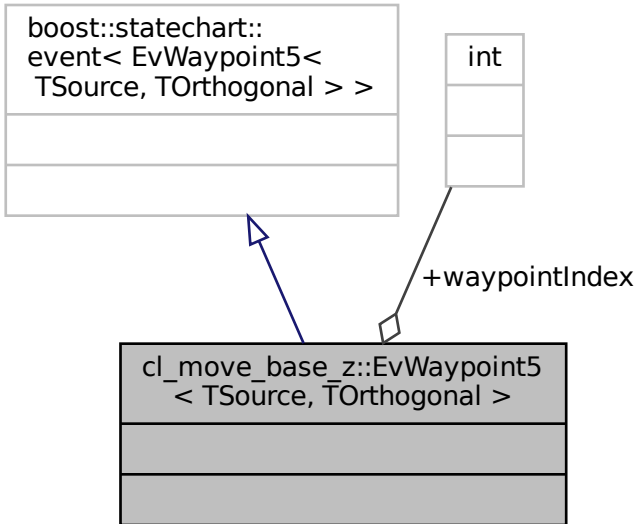 boost::statechart::
event< EvWaypoint5<
TSource, TOrthogonal > >
int
+waypointIndex
cl_move_base_z::EvWaypoint5
< TSource, TOrthogonal >